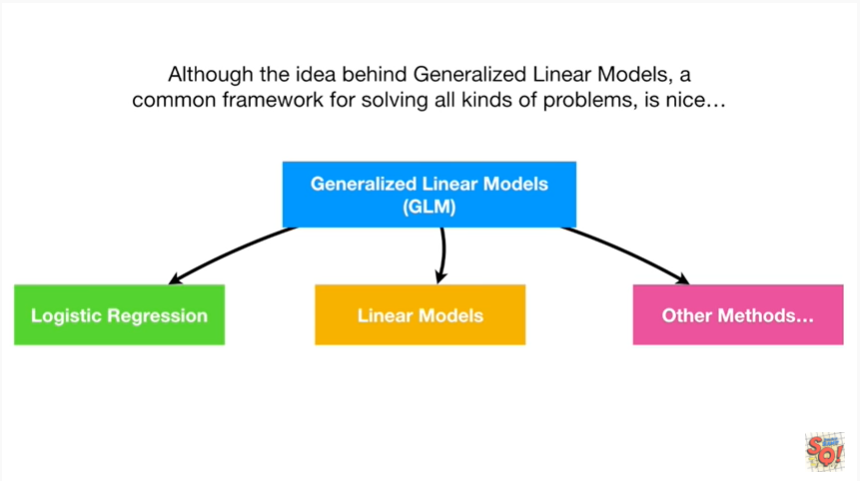 Although the idea behind Generalized Linear Models, a
common framework for solving all kinds of problems, is nice…
Generalized Linear Models
(GLM)
Logistic Regression
Linear Models
Other Methods…
SQ!